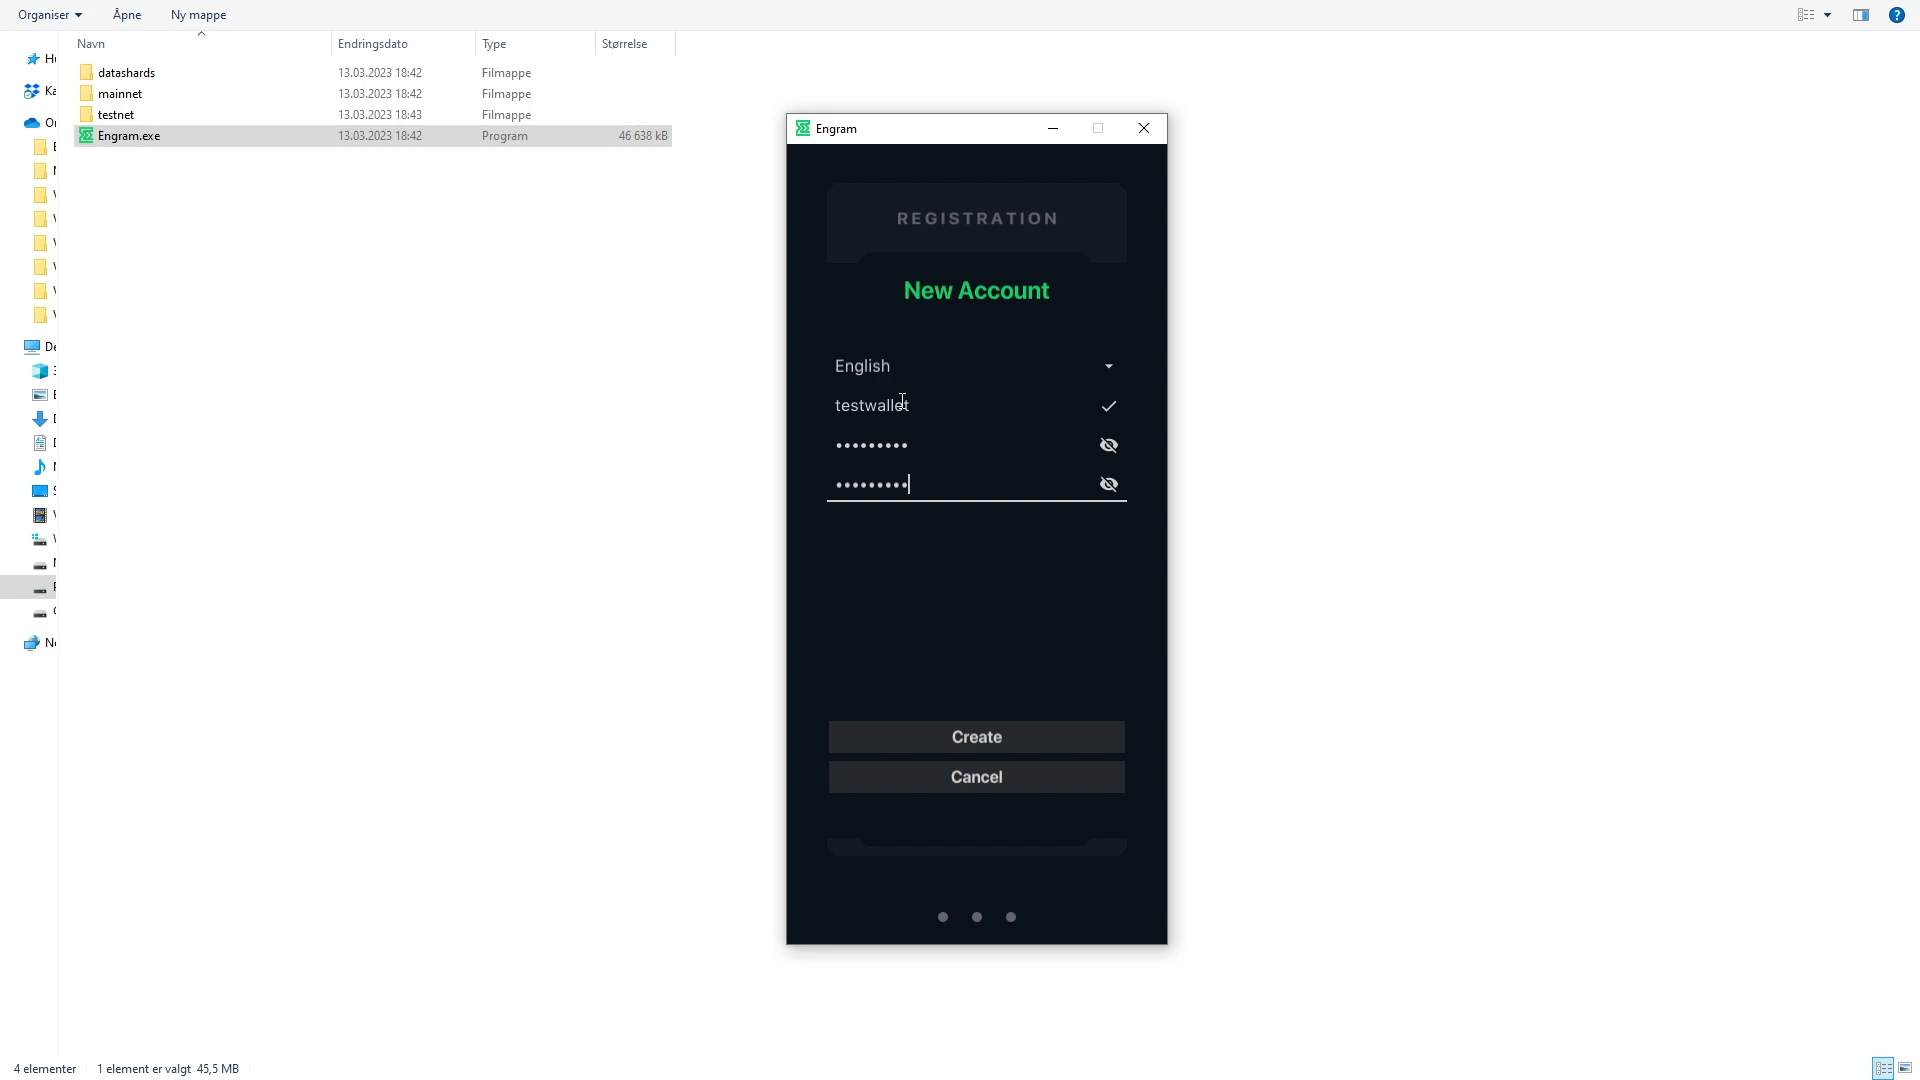 Organiser Åpne Ny mappe
Navn Endringsdato Type Størrelse
datashards 13.03.2023 18:42 Filmappe
mainnet 13.03.2023 18:42 Filmappe
testnet 13.03.2023 18:43 Filmappe
Engram.exe 13.03.2023 18:42 Program 46 638 kB
Engram
REGISTRATION
New Account
English
testwallet
Create
Cancel
4 elementer 1 element er valgt 45,5 MB